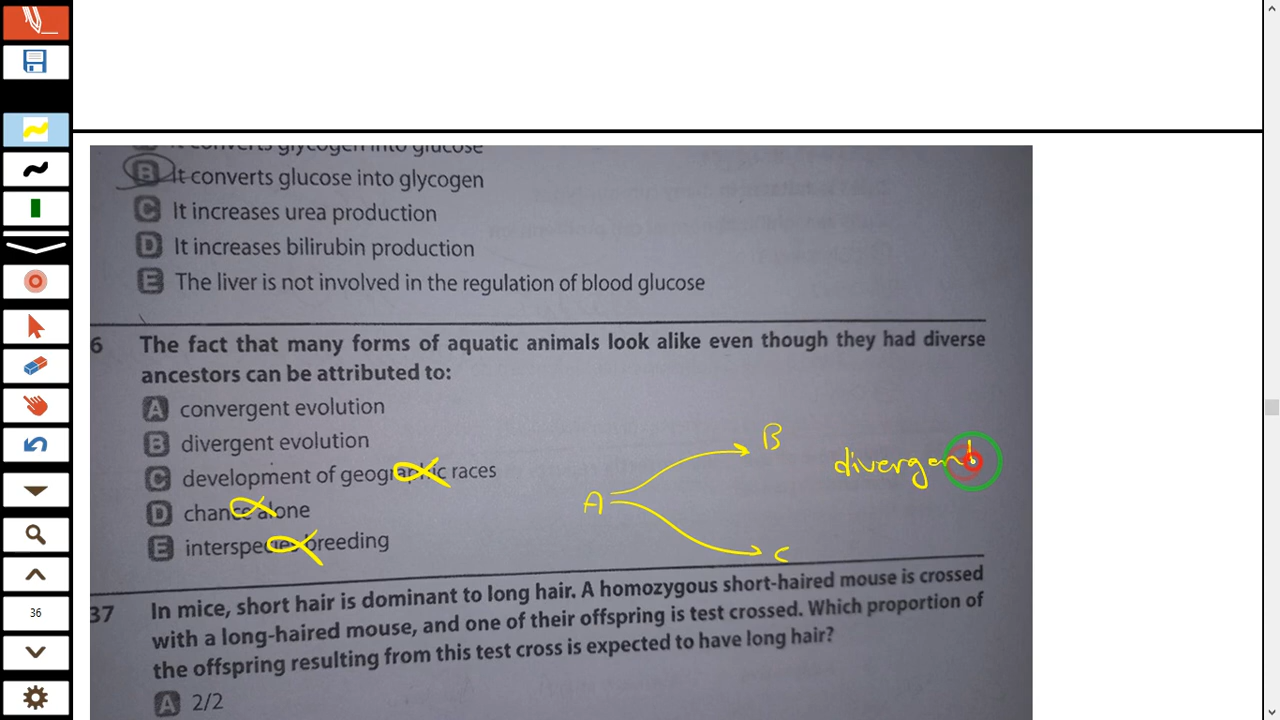 It converts glycogen into glucose
B It converts glucose into glycogen
C It increases urea production
D It increases bilirubin production
E The liver is not involved in the regulation of blood glucose
6 The fact that many forms of aquatic animals look alike even though they had diverse
ancestors can be attributed to:
A convergent evolution
B divergent evolution
C development of geographic races
D chance alone
E interspecies breeding
A
B
C
divergent
37 In mice, short hair is dominant to long hair. A homozygous short-haired mouse is crossed
with a long-haired mouse, and one of their offspring is test crossed. Which proportion of
the offspring resulting from this test cross is expected to have long hair?
A 2/2
36